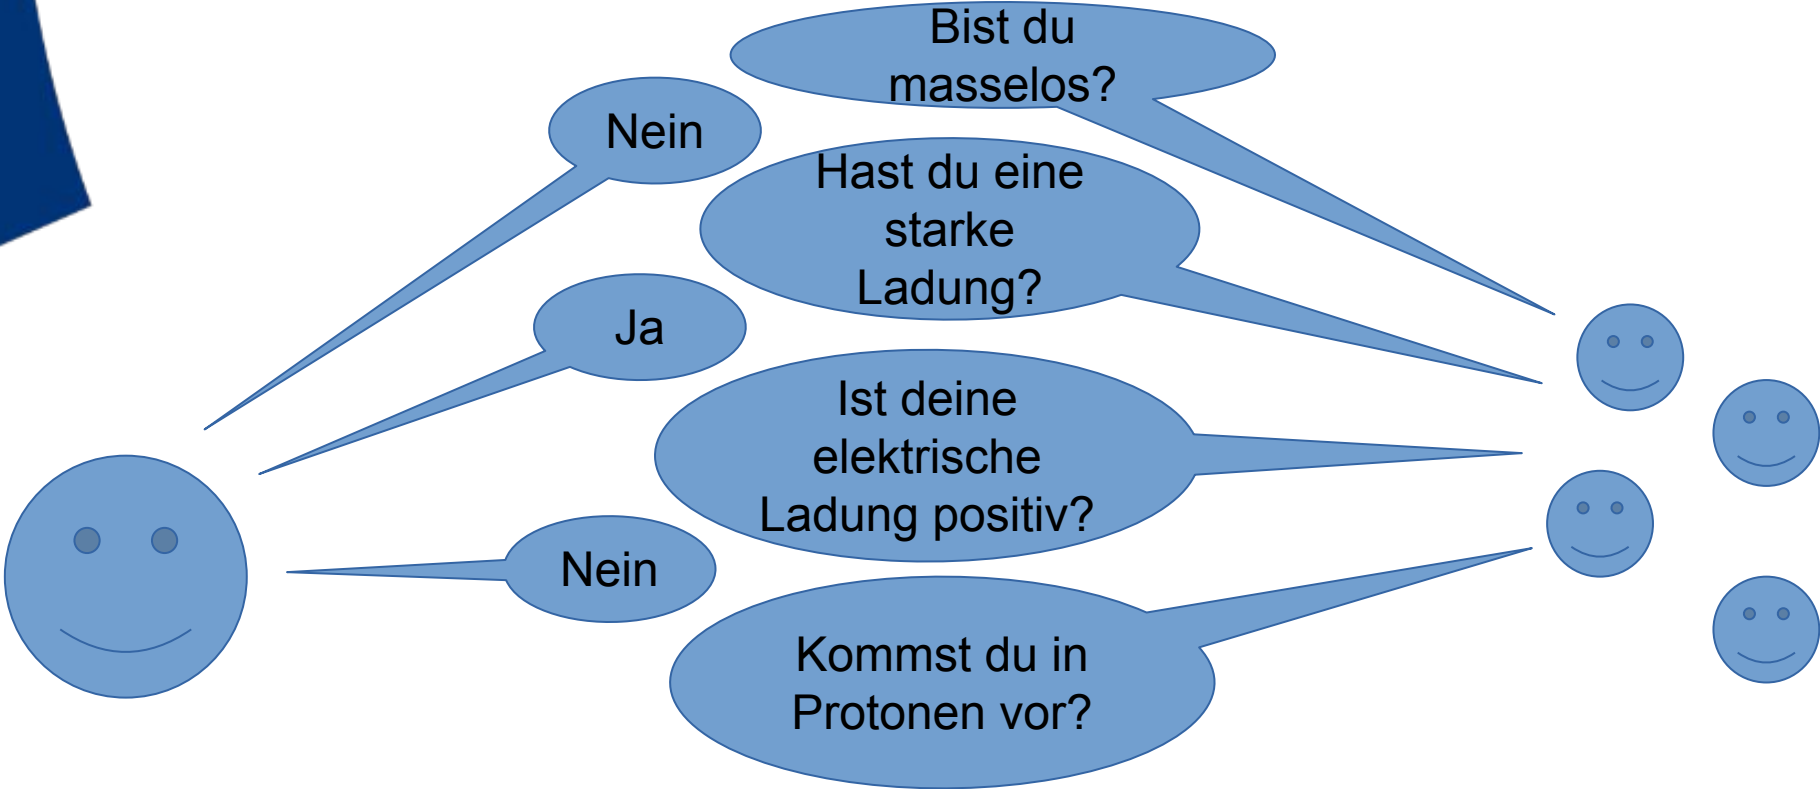 Bist du
masselos?
Nein
Hast du eine
starke
Ladung?
Ja
Ist deine
elektrische
Ladung positiv?
Nein
Kommst du in
Protonen vor?